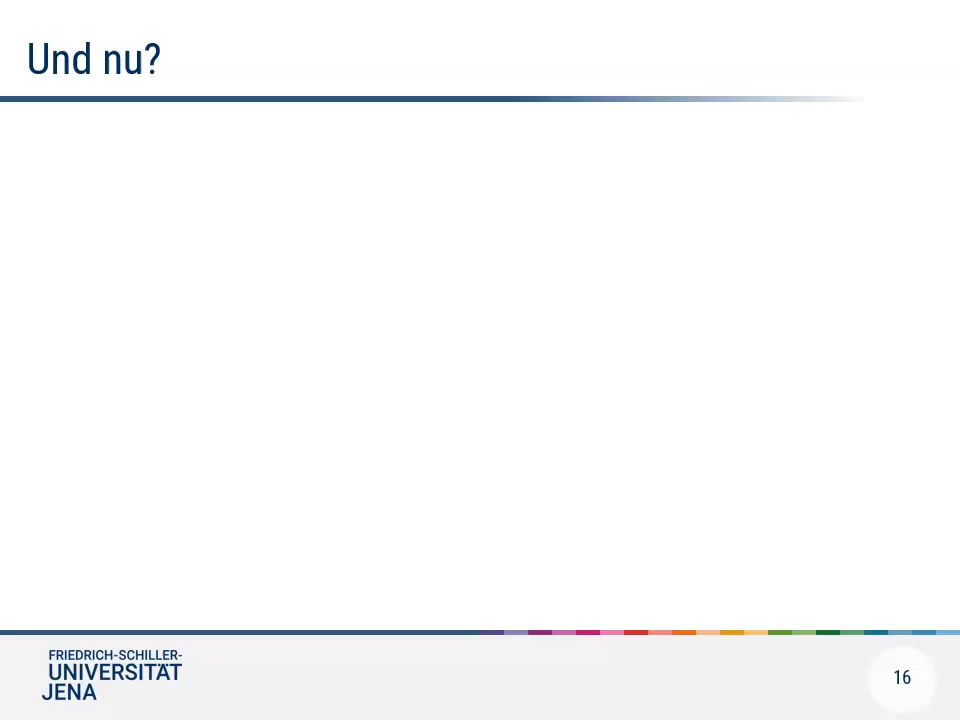 Und nu?
FRIEDRICH-SCHILLER-
UNIVERSITÄT
JENA
16